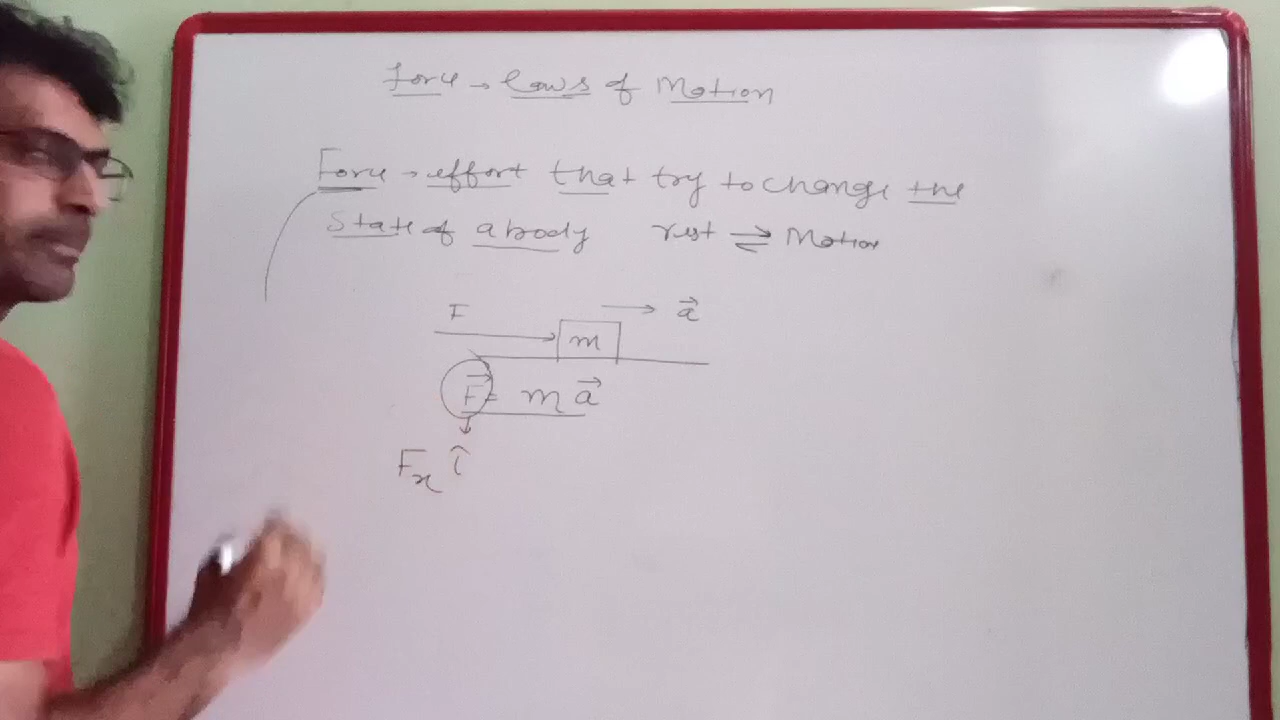 Force → laws of Motion
Force → effort that try to change the
State of a body rest ⇌ Motion
F → a⃗
m
F⃗ = m a⃗
↓
Fₓ î